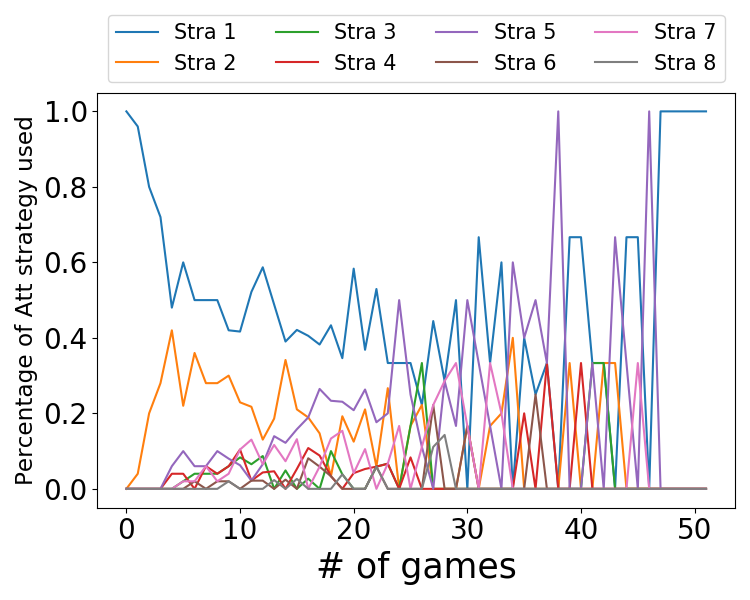 Stra 1 Stra 3 Stra 5 Stra 7
Stra 2 Stra 4 Stra 6 Stra 8
Percentage of Att strategy used
1.0
0.8
0.6
0.4
0.2
0.0
0 10 20 30 40 50
# of games